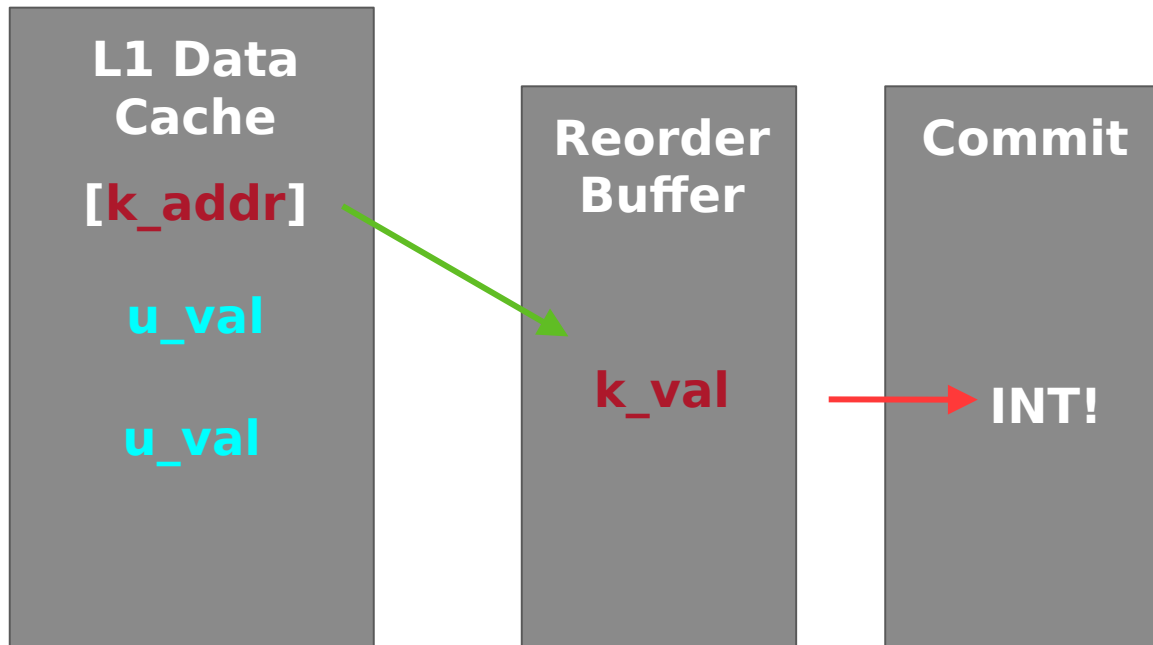 L1 Data
Cache
[k_addr]
u_val
u_val
Reorder
Buffer
k_val
Commit
INT!